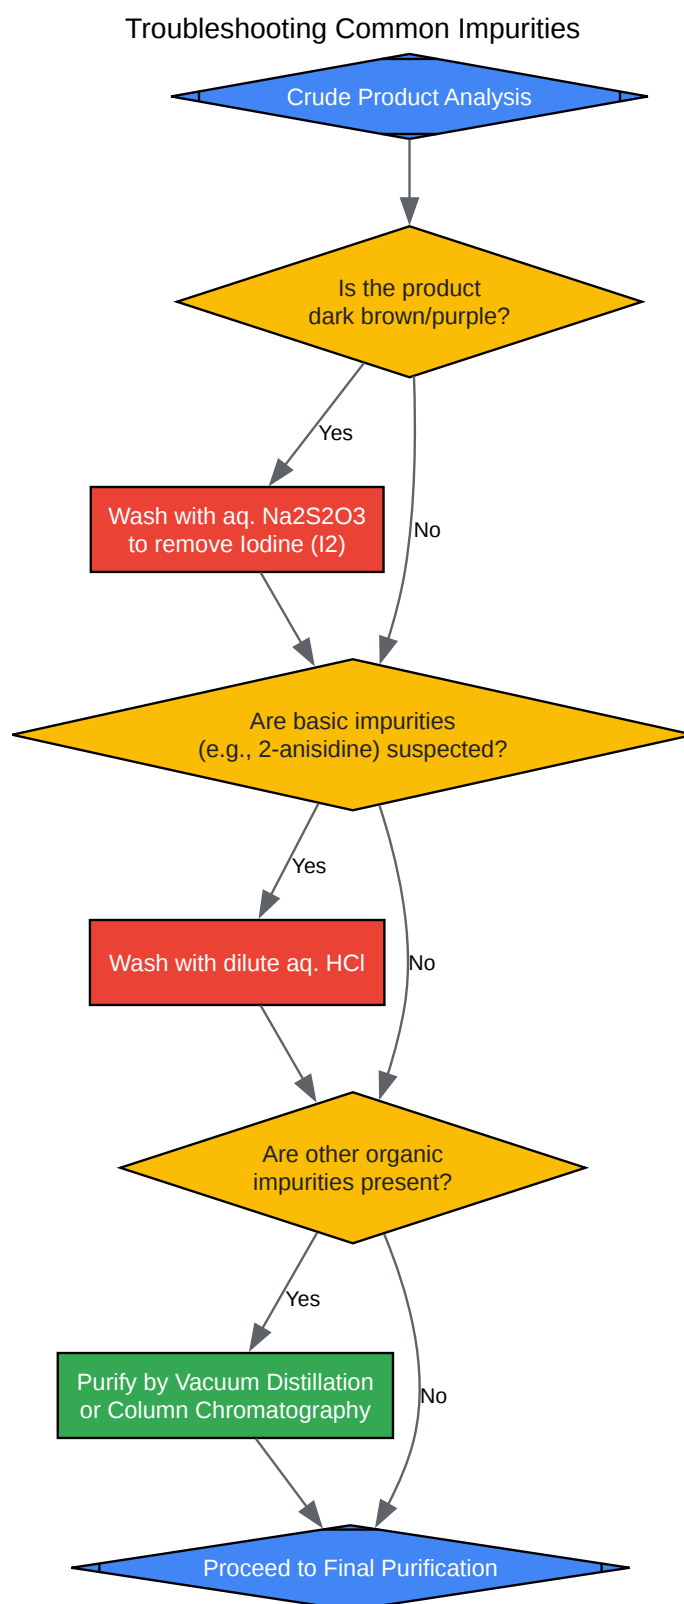 Troubleshooting Common Impurities
Crude Product Analysis
Is the product
dark brown/purple?
Yes
Wash with aq. Na2S2O3
to remove Iodine (I2)
No
Are basic impurities
(e.g., 2-anisidine) suspected?
Yes
Wash with dilute aq. HCl
No
Are other organic
impurities present?
Yes
Purify by Vacuum Distillation
or Column Chromatography
No
Proceed to Final Purification